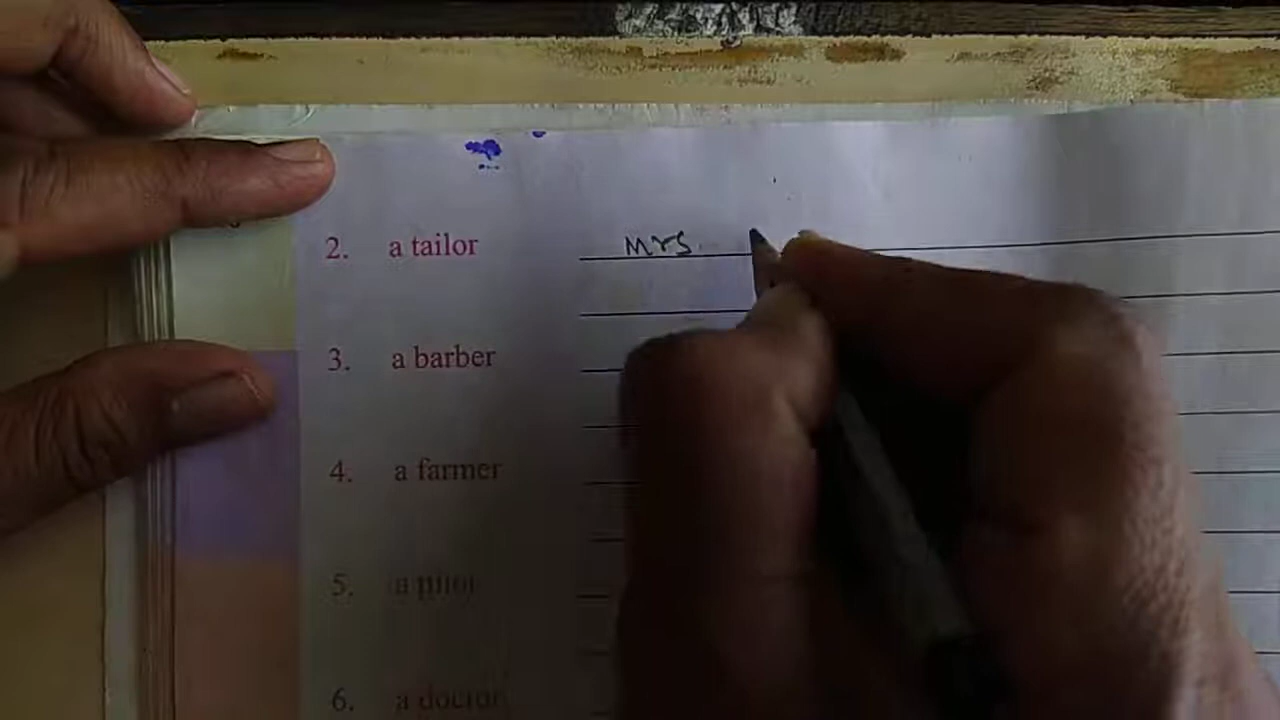 2. a tailor Mrs.
3. a barber
4. a farmer
5. a pilot
6. a doctor